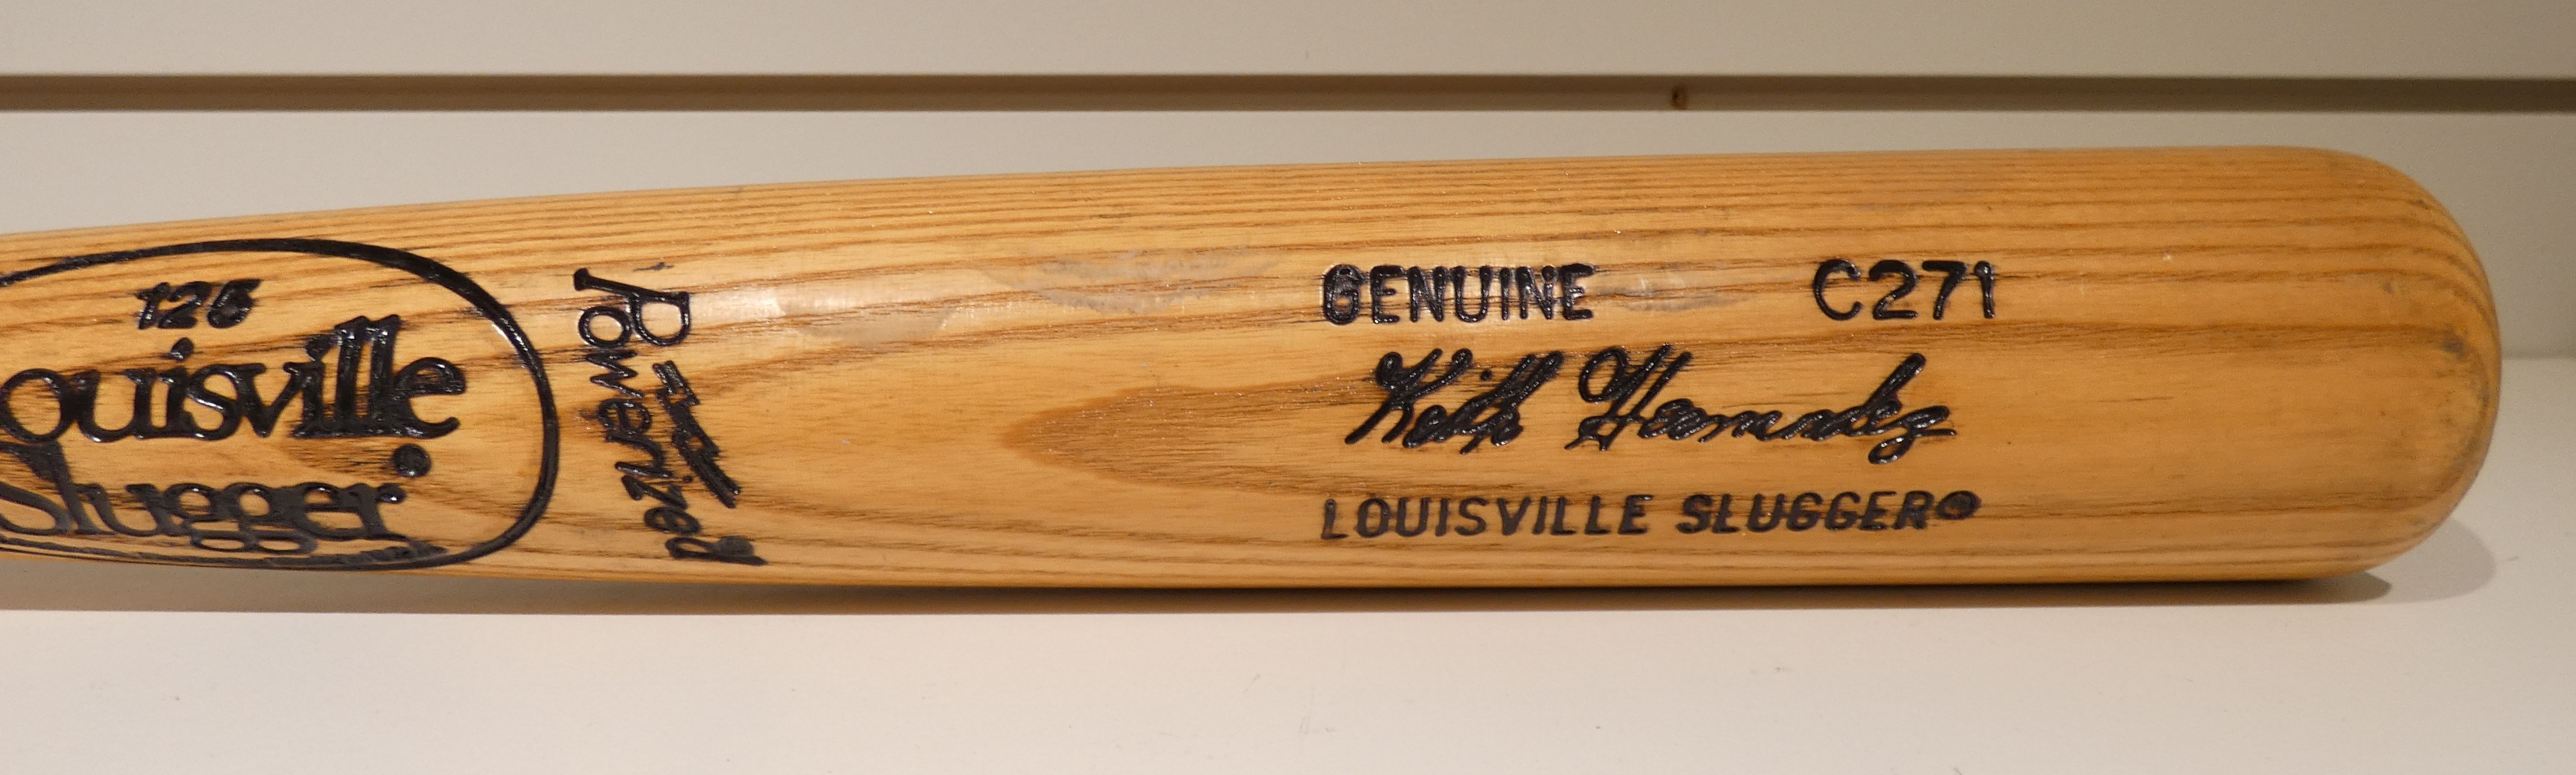 125
ouisville
Slugger®
Powerized
GENUINE C271
Keith Hernandez
LOUISVILLE SLUGGER®